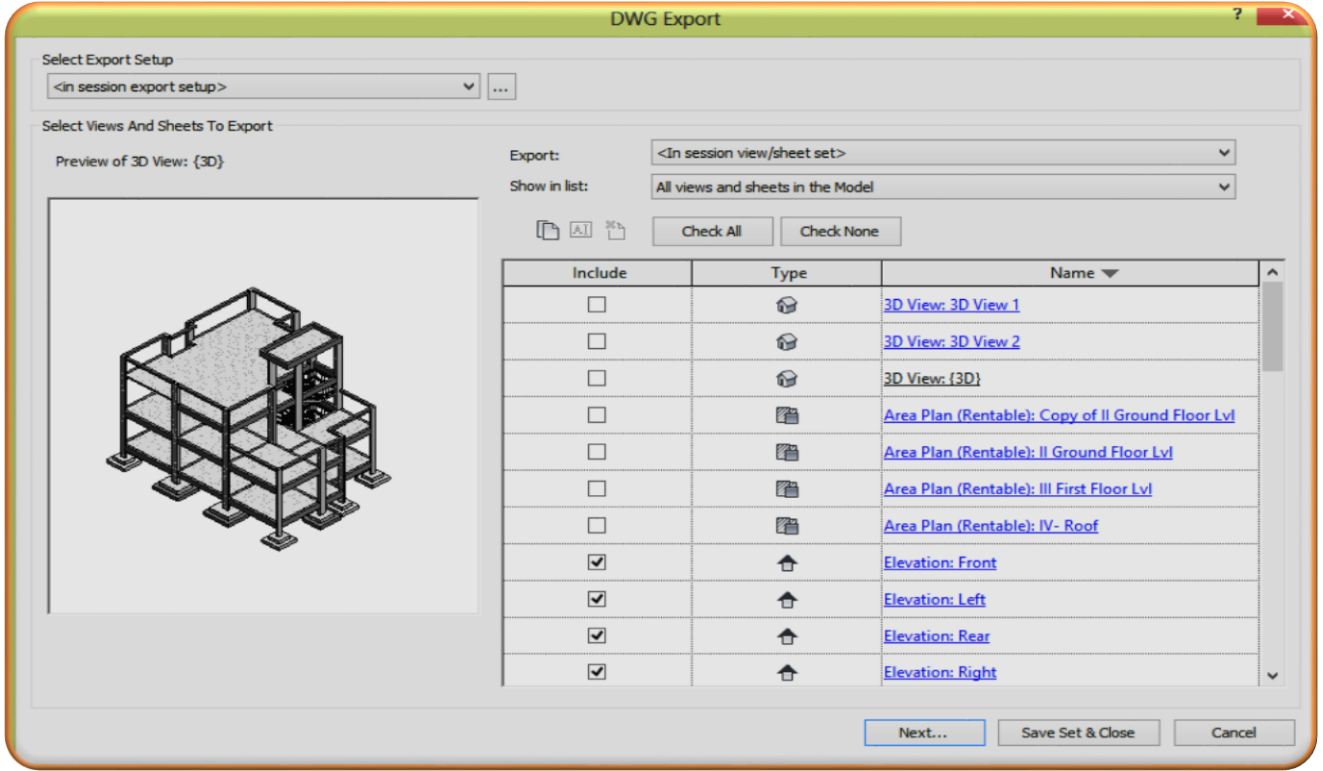 DWG Export
?
Select Export Setup
<in session export setup>
...
Select Views And Sheets To Export
Preview of 3D View: {3D}
Export:
<In session view/sheet set>
Show in list:
All views and sheets in the Model
AI
Check All
Check None
Include Type Name
3D View: 3D View 1
3D View: 3D View 2
3D View: {3D}
Area Plan (Rentable): Copy of II Ground Floor Lvl
Area Plan (Rentable): II Ground Floor Lvl
Area Plan (Rentable): III First Floor Lvl
Area Plan (Rentable): IV- Roof
Elevation: Front
Elevation: Left
Elevation: Rear
Elevation: Right
Next...
Save Set & Close
Cancel